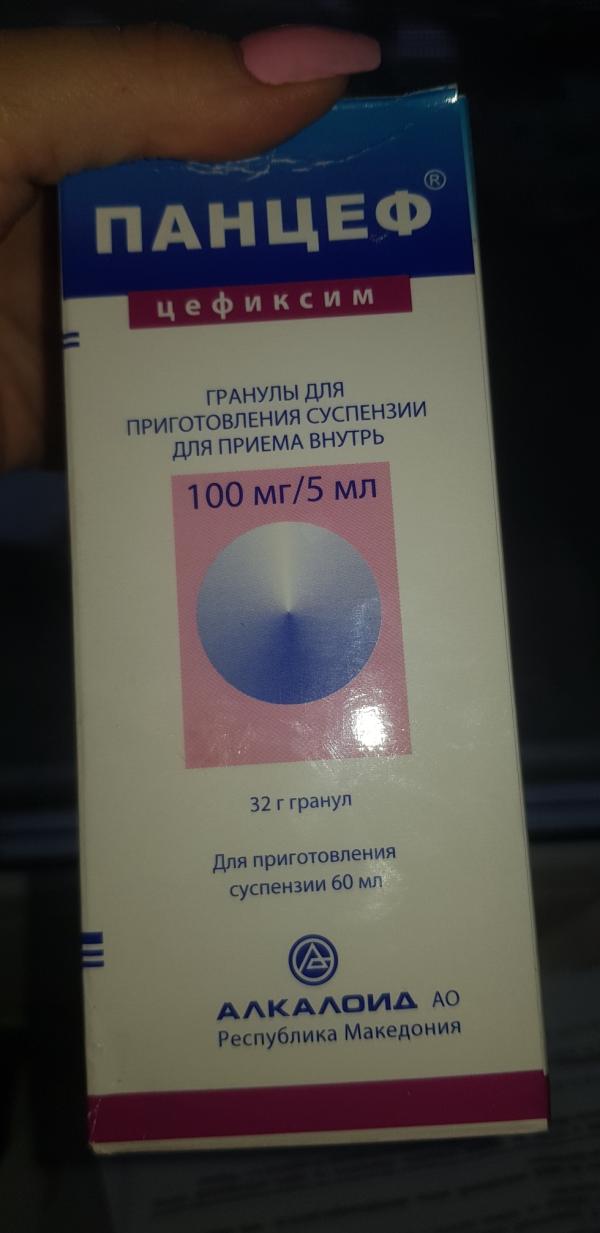 ПАНЦЕФ®
цефиксим
ГРАНУЛЫ ДЛЯ
ПРИГОТОВЛЕНИЯ СУСПЕНЗИИ
ДЛЯ ПРИЕМА ВНУТРЬ
100 мг/5 мл
32 г гранул
Для приготовления
суспензии 60 мл
АЛКАЛОИД АО
Республика Македония